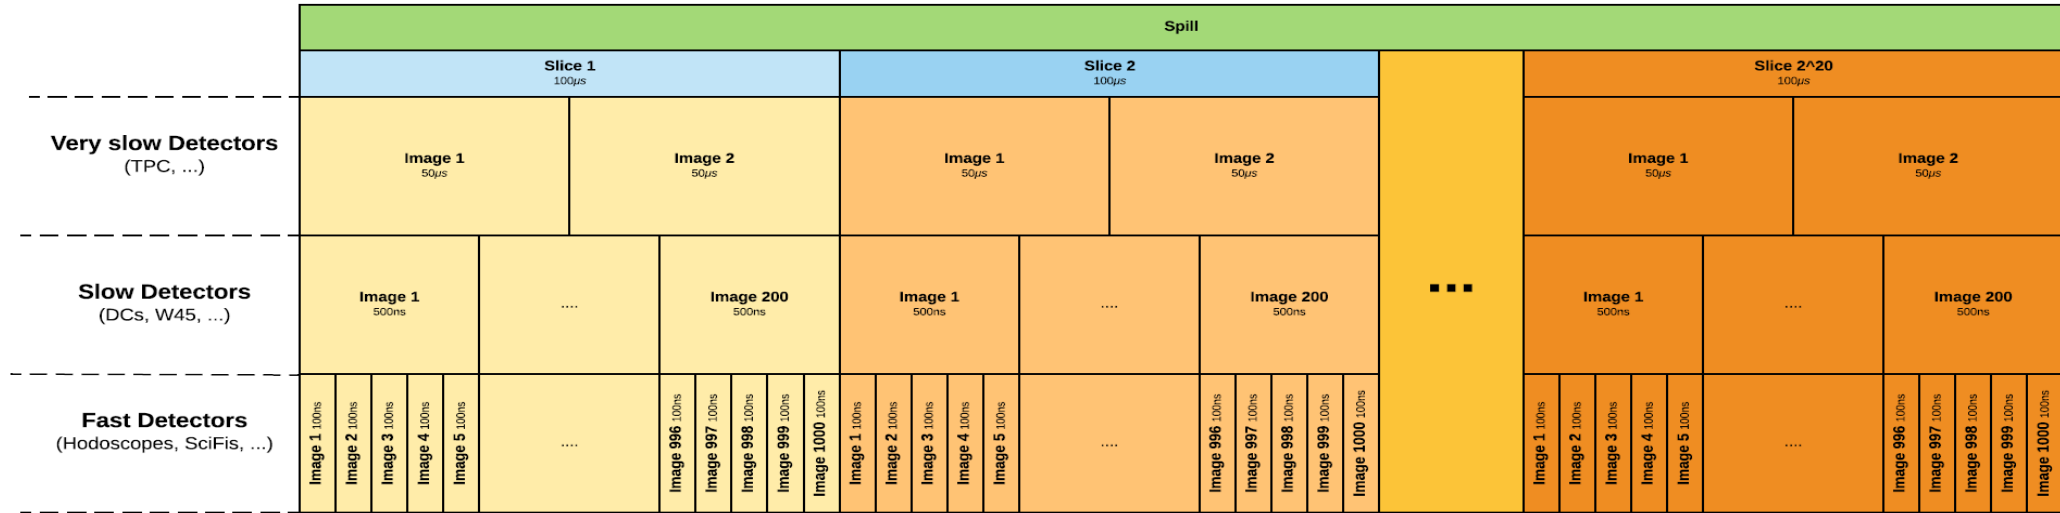 Spill
Slice 1
100µs
Slice 2
100µs
Slice 2^20
100µs
Very slow Detectors
(TPC, ...)
Image 1
50µs
Image 2
50µs
Image 1
50µs
Image 2
50µs
Image 1
50µs
Image 2
50µs
Slow Detectors
(DCs, W45, ...)
Image 1
500ns
....
Image 200
500ns
Image 1
500ns
....
Image 200
500ns
...
Image 1
500ns
....
Image 200
500ns
Fast Detectors
(Hodoscopes, SciFis, ...)
Image 1 100ns
Image 2 100ns
Image 3 100ns
Image 4 100ns
Image 5 100ns
....
Image 996 100ns
Image 997 100ns
Image 998 100ns
Image 999 100ns
Image 1000 100ns
Image 1 100ns
Image 2 100ns
Image 3 100ns
Image 4 100ns
Image 5 100ns
....
Image 996 100ns
Image 997 100ns
Image 998 100ns
Image 999 100ns
Image 1000 100ns
Image 1 100ns
Image 2 100ns
Image 3 100ns
Image 4 100ns
Image 5 100ns
....
Image 996 100ns
Image 997 100ns
Image 998 100ns
Image 999 100ns
Image 1000 100ns